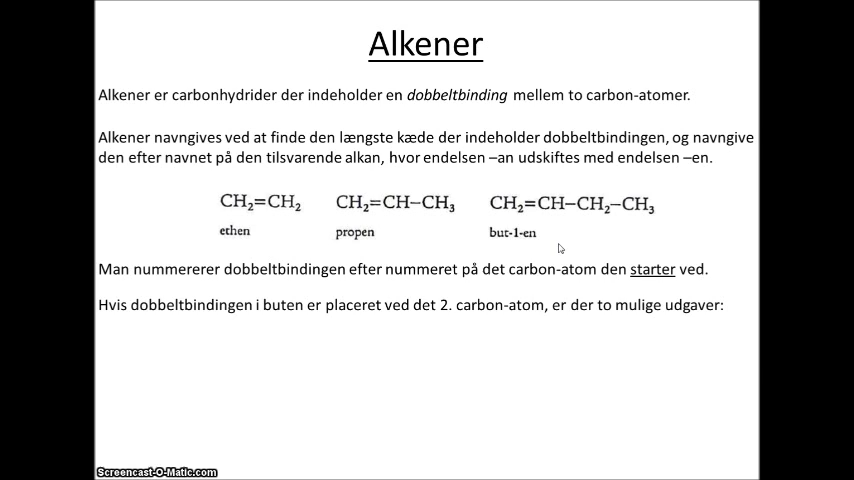 Alkener
Alkener er carbonhydrider der indeholder en dobbeltbinding mellem to carbon-atomer.
Alkener navngives ved at finde den længste kæde der indeholder dobbeltbindingen, og navngive
den efter navnet på den tilsvarende alkan, hvor endelsen –an udskiftes med endelsen –en.
CH₂=CH₂ CH₂=CH–CH₃ CH₂=CH–CH₂–CH₃
ethen propen but-1-en
Man nummererer dobbeltbindingen efter nummeret på det carbon-atom den starter ved.
Hvis dobbeltbindingen i buten er placeret ved det 2. carbon-atom, er der to mulige udgaver:
Screencast-O-Matic.com